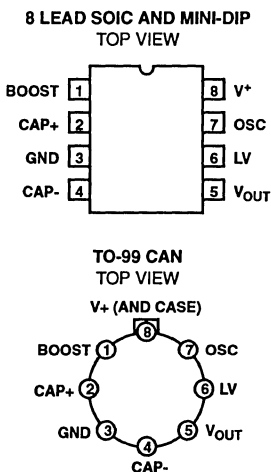 8 LEAD SOIC AND MINI-DIP
TOP VIEW
BOOST 1 8 V+
CAP+ 2 7 OSC
GND 3 6 LV
CAP- 4 5 VOUT
TO-99 CAN
TOP VIEW
V+ (AND CASE)
8
BOOST 1 7 OSC
CAP+ 2 6 LV
GND 3 5 VOUT
4
CAP-